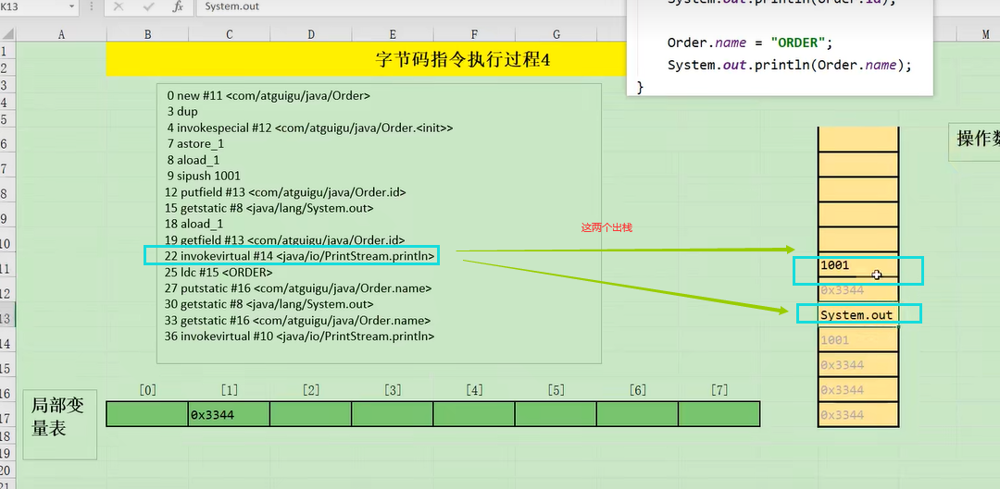 K13
fx
System.out
A
B
C
D
E
F
G
M
System.out.println(Order.id);
Order.name = "ORDER";
System.out.println(Order.name);
}
字节码指令执行过程4
1
2
3
4
5
6
7
8
9
10
11
12
13
14
15
16
17
18
19
20
21
0 new #11 <com/atguigu/java/Order>
3 dup
4 invokespecial #12 <com/atguigu/java/Order.<init>>
7 astore_1
8 aload_1
9 sipush 1001
12 putfield #13 <com/atguigu/java/Order.id>
15 getstatic #8 <java/lang/System.out>
18 aload_1
19 getfield #13 <com/atguigu/java/Order.id>
22 invokevirtual #14 <java/io/PrintStream.println>
25 ldc #15 <ORDER>
27 putstatic #16 <com/atguigu/java/Order.name>
30 getstatic #8 <java/lang/System.out>
33 getstatic #16 <com/atguigu/java/Order.name>
36 invokevirtual #10 <java/io/PrintStream.println>
这两个出栈
操作数
1001
0x3344
System.out
1001
0x3344
0x3344
0x3344
局部变
量表
[0]
[1]
[2]
[3]
[4]
[5]
[6]
[7]
0x3344